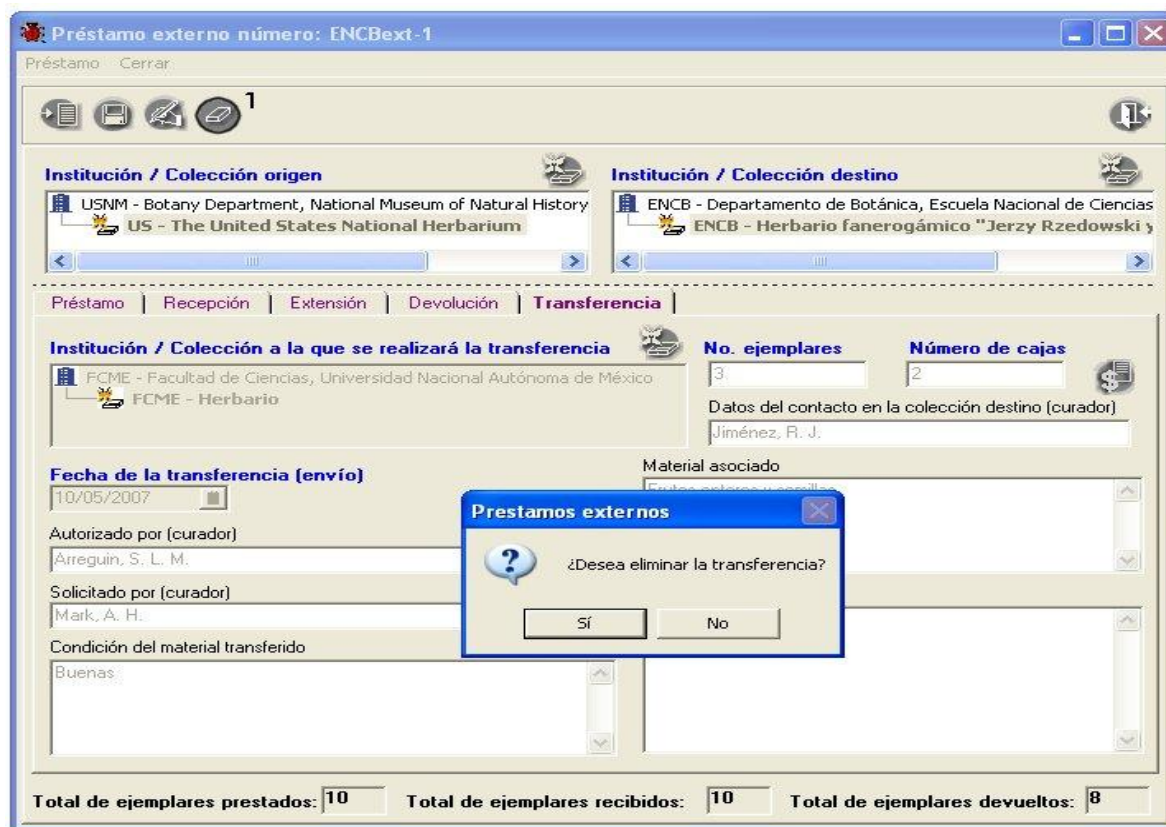 Préstamo externo número: ENCBext-1
Préstamo Cerrar
1
Institución / Colección origen
Institución / Colección destino
USNM - Botany Department, National Museum of Natural History
US - The United States National Herbarium
ENCB - Departamento de Botánica, Escuela Nacional de Ciencias
ENCB - Herbario fanerogámico "Jerzy Rzedowski y
Préstamo | Recepción | Extensión | Devolución | Transferencia
Institución / Colección a la que se realizará la transferencia
FCME - Facultad de Ciencias, Universidad Nacional Autónoma de México
FCME - Herbario
No. ejemplares
Número de cajas
3
2
Datos del contacto en la colección destino (curador)
Jiménez, R. J.
Fecha de la transferencia (envío)
10/05/2007
Material asociado
Autorizado por (curador)
Arreguin, S. L. M.
Solicitado por (curador)
Mark, A. H.
Condición del material transferido
Buenas
Prestamos externos
¿Desea eliminar la transferencia?
Sí
No
Total de ejemplares prestados: 10
Total de ejemplares recibidos: 10
Total de ejemplares devueltos: 8